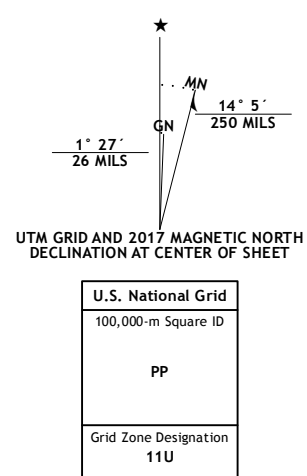 ★
MN
GN
14° 5´
250 MILS
1° 27´
26 MILS
UTM GRID AND 2017 MAGNETIC NORTH
DECLINATION AT CENTER OF SHEET
U.S. National Grid
100,000-m Square ID
PP
Grid Zone Designation
11U